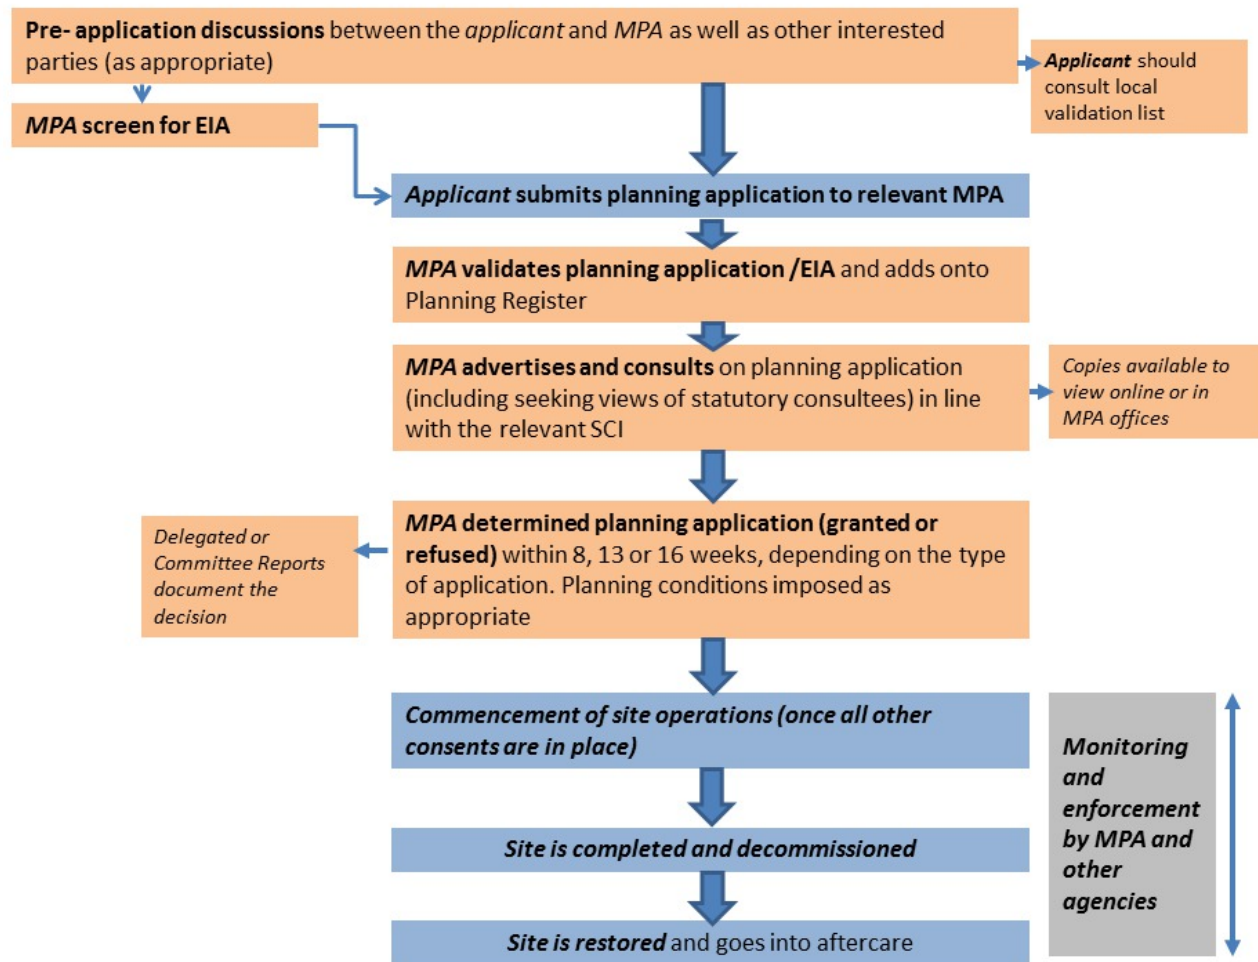 Pre- application discussions between the applicant and MPA as well as other interested
parties (as appropriate)
Applicant should
consult local
validation list
MPA screen for EIA
Applicant submits planning application to relevant MPA
MPA validates planning application /EIA and adds onto
Planning Register
MPA advertises and consults on planning application
(including seeking views of statutory consultees) in line
with the relevant SCI
Copies available to
view online or in
MPA offices
MPA determined planning application (granted or
refused) within 8, 13 or 16 weeks, depending on the type
of application. Planning conditions imposed as
appropriate
Delegated or
Committee Reports
document the
decision
Commencement of site operations (once all other
consents are in place)
Monitoring
and
enforcement
by MPA and
other
agencies
Site is completed and decommissioned
Site is restored and goes into aftercare